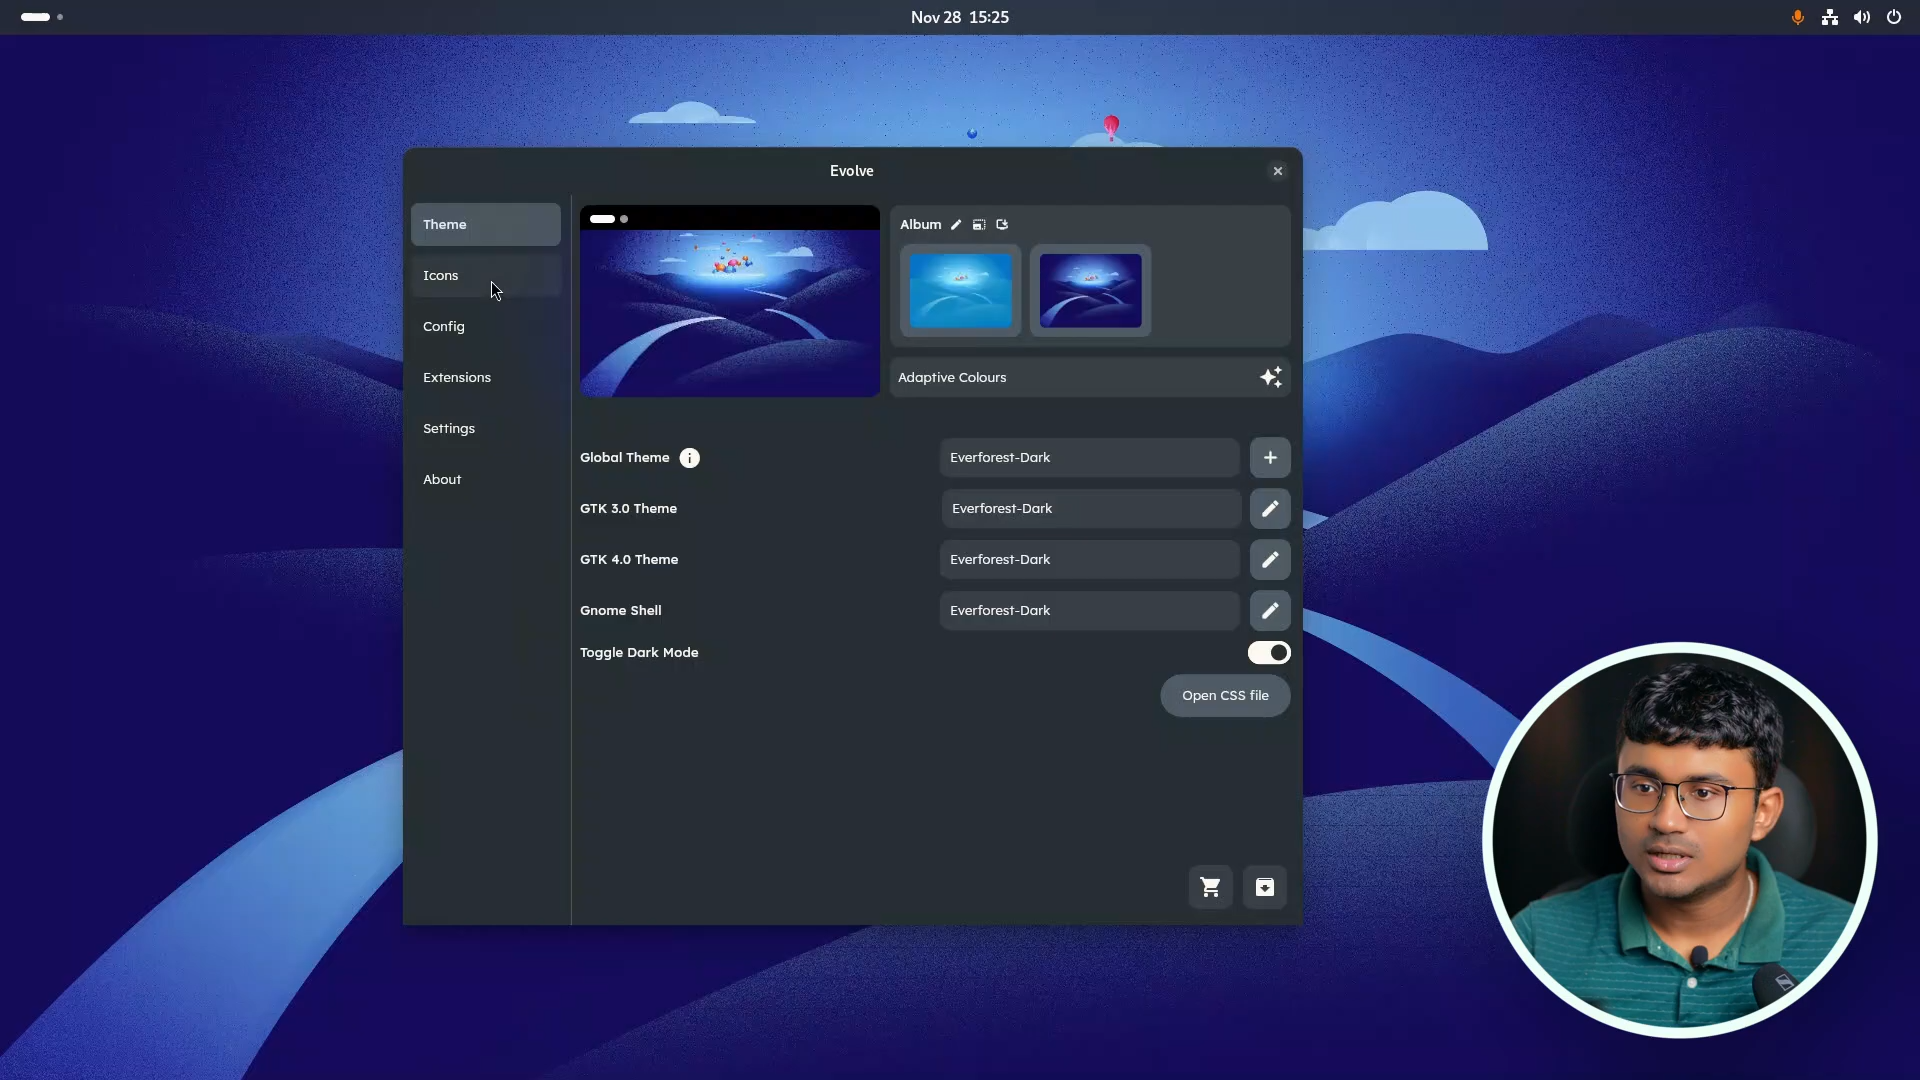 Nov 28 15:25
Evolve
Theme
Icons
Config
Extensions
Settings
About
Album
Adaptive Colours
Global Theme
Everforest-Dark
GTK 3.0 Theme
Everforest-Dark
GTK 4.0 Theme
Everforest-Dark
Gnome Shell
Everforest-Dark
Toggle Dark Mode
Open CSS file